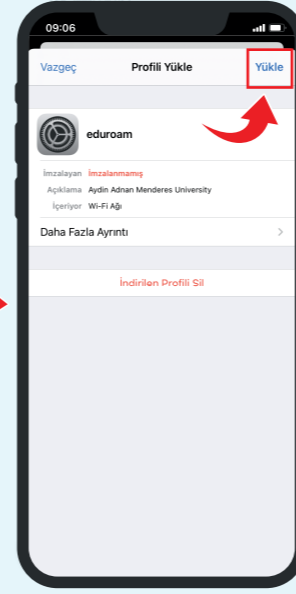 09:06
Vazgeç Profili Yükle Yükle
eduroam
İmzalayan İmzalanmamış
Açıklama Aydin Adnan Menderes University
İçeriyor Wi-Fi Ağı
Daha Fazla Ayrıntı
İndirilen Profili Sil